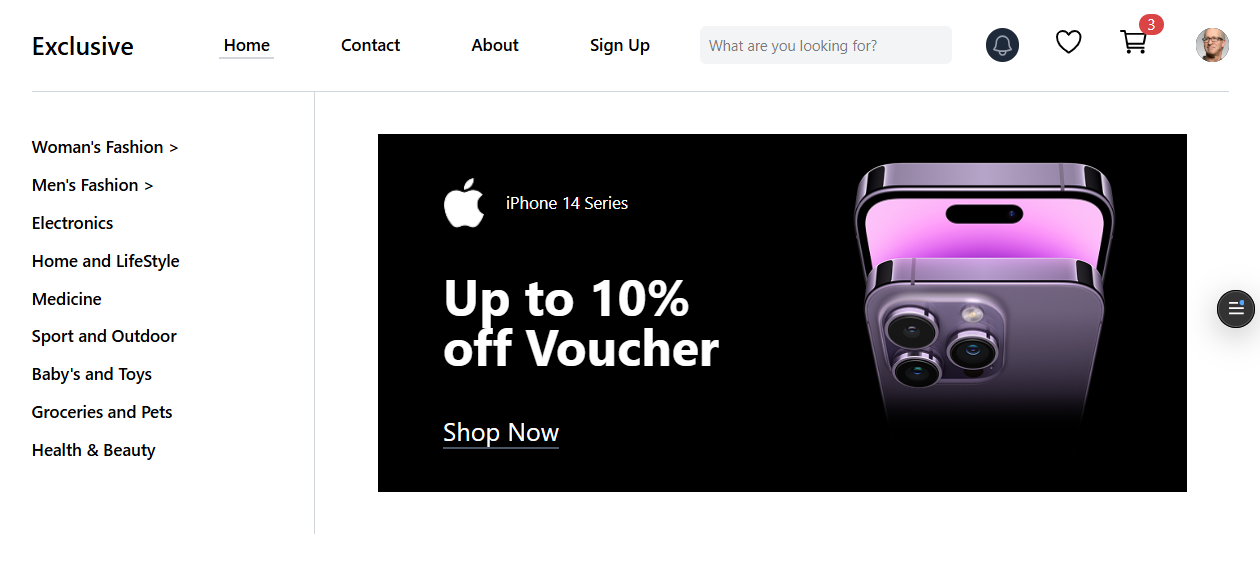 Exclusive
Home
Contact
About
Sign Up
What are you looking for?
3
Woman's Fashion >
Men's Fashion >
Electronics
Home and LifeStyle
Medicine
Sport and Outdoor
Baby's and Toys
Groceries and Pets
Health & Beauty
iPhone 14 Series
Up to 10%
off Voucher
Shop Now